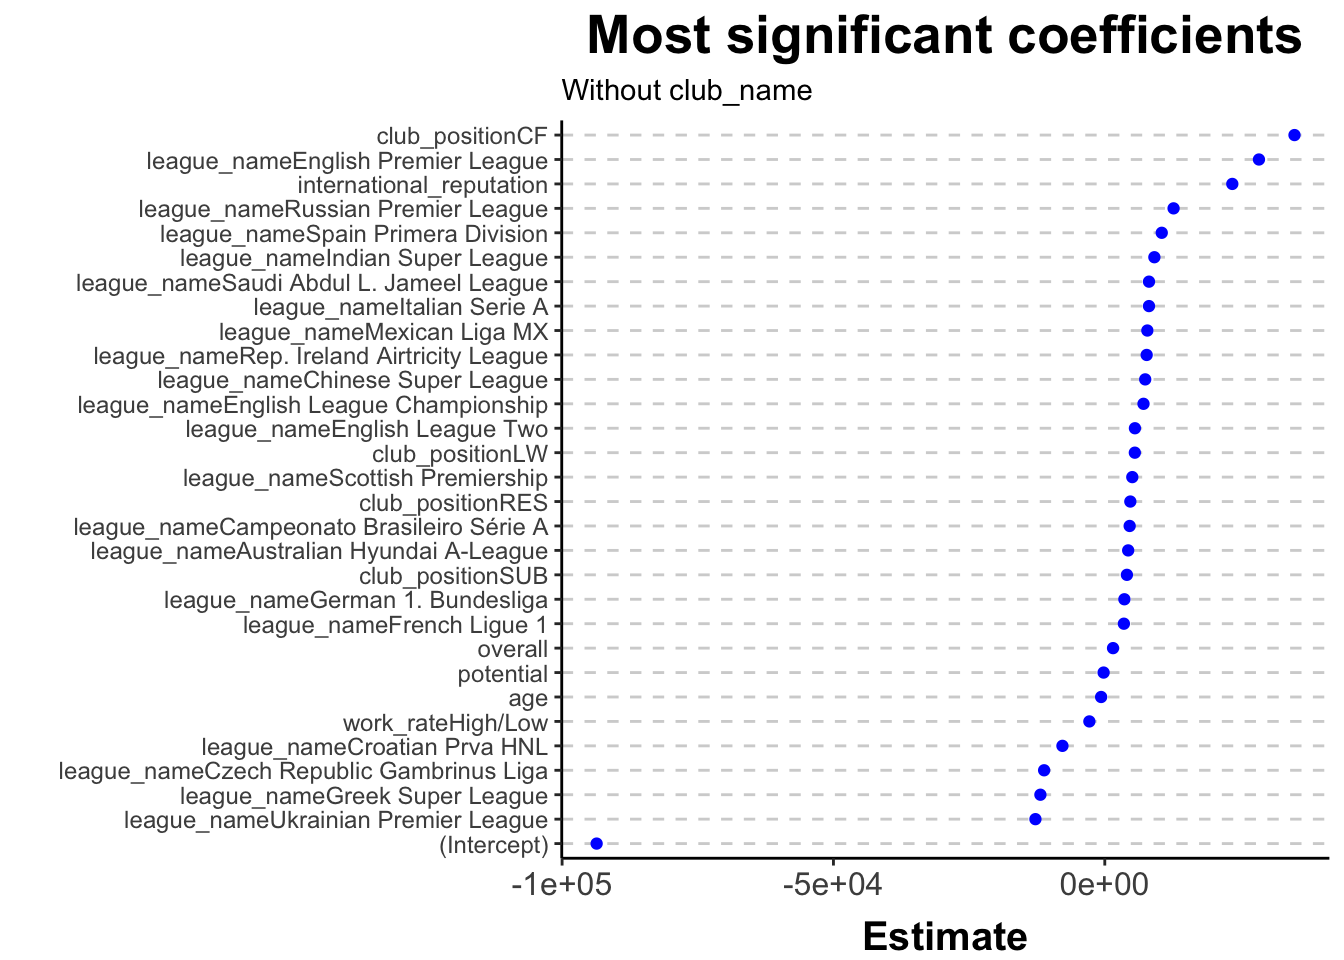 Most significant coefficients
Without club_name
club_positionCF
league_nameEnglish Premier League
international_reputation
league_nameRussian Premier League
league_nameSpain Primera Division
league_nameIndian Super League
league_nameSaudi Abdul L. Jameel League
league_nameItalian Serie A
league_nameMexican Liga MX
league_nameRep. Ireland Airtricity League
league_nameChinese Super League
league_nameEnglish League Championship
league_nameEnglish League Two
club_positionLW
league_nameScottish Premiership
club_positionRES
league_nameCampeonato Brasileiro Série A
league_nameAustralian Hyundai A-League
club_positionSUB
league_nameGerman 1. Bundesliga
league_nameFrench Ligue 1
overall
potential
age
work_rateHigh/Low
league_nameCroatian Prva HNL
league_nameCzech Republic Gambrinus Liga
league_nameGreek Super League
league_nameUkrainian Premier League
(Intercept)
-1e+05 -5e+04 0e+00
Estimate